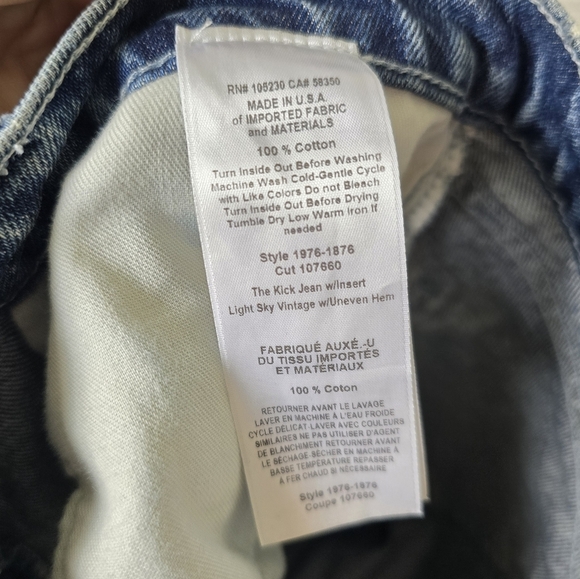 RN# 105230 CA# 58350
MADE IN U.S.A.
of IMPORTED FABRIC
and MATERIALS
100 % Cotton
Turn Inside Out Before Washing
Machine Wash Cold-Gentle Cycle
with Like Colors Do not Bleach
Turn Inside Out Before Drying
Tumble Dry Low Warm Iron If
needed
Style 1976-1876
Cut 107660
The Kick Jean w/Insert
Light Sky Vintage w/Uneven Hem
FABRIQUÉ AUXÉ.-U
DU TISSU IMPORTÉS
ET MATÉRIAUX
100 % Coton
RETOURNER AVANT LE LAVAGE
LAVER EN MACHINE A L'EAU FROIDE
CYCLE DÉLICAT LAVER AVEC COULEURS
SIMILAIRES NE PAS UTILISER D'AGENT
DE BLANCHIMENT RETOURNER AVANT
LE SÉCHAGE SÉCHER EN MACHINE A
BASSE TEMPÉRATURE REPASSER
A FER CHAUD SI NÉCESSAIRE
Style 1976-1876
Coupe 107660